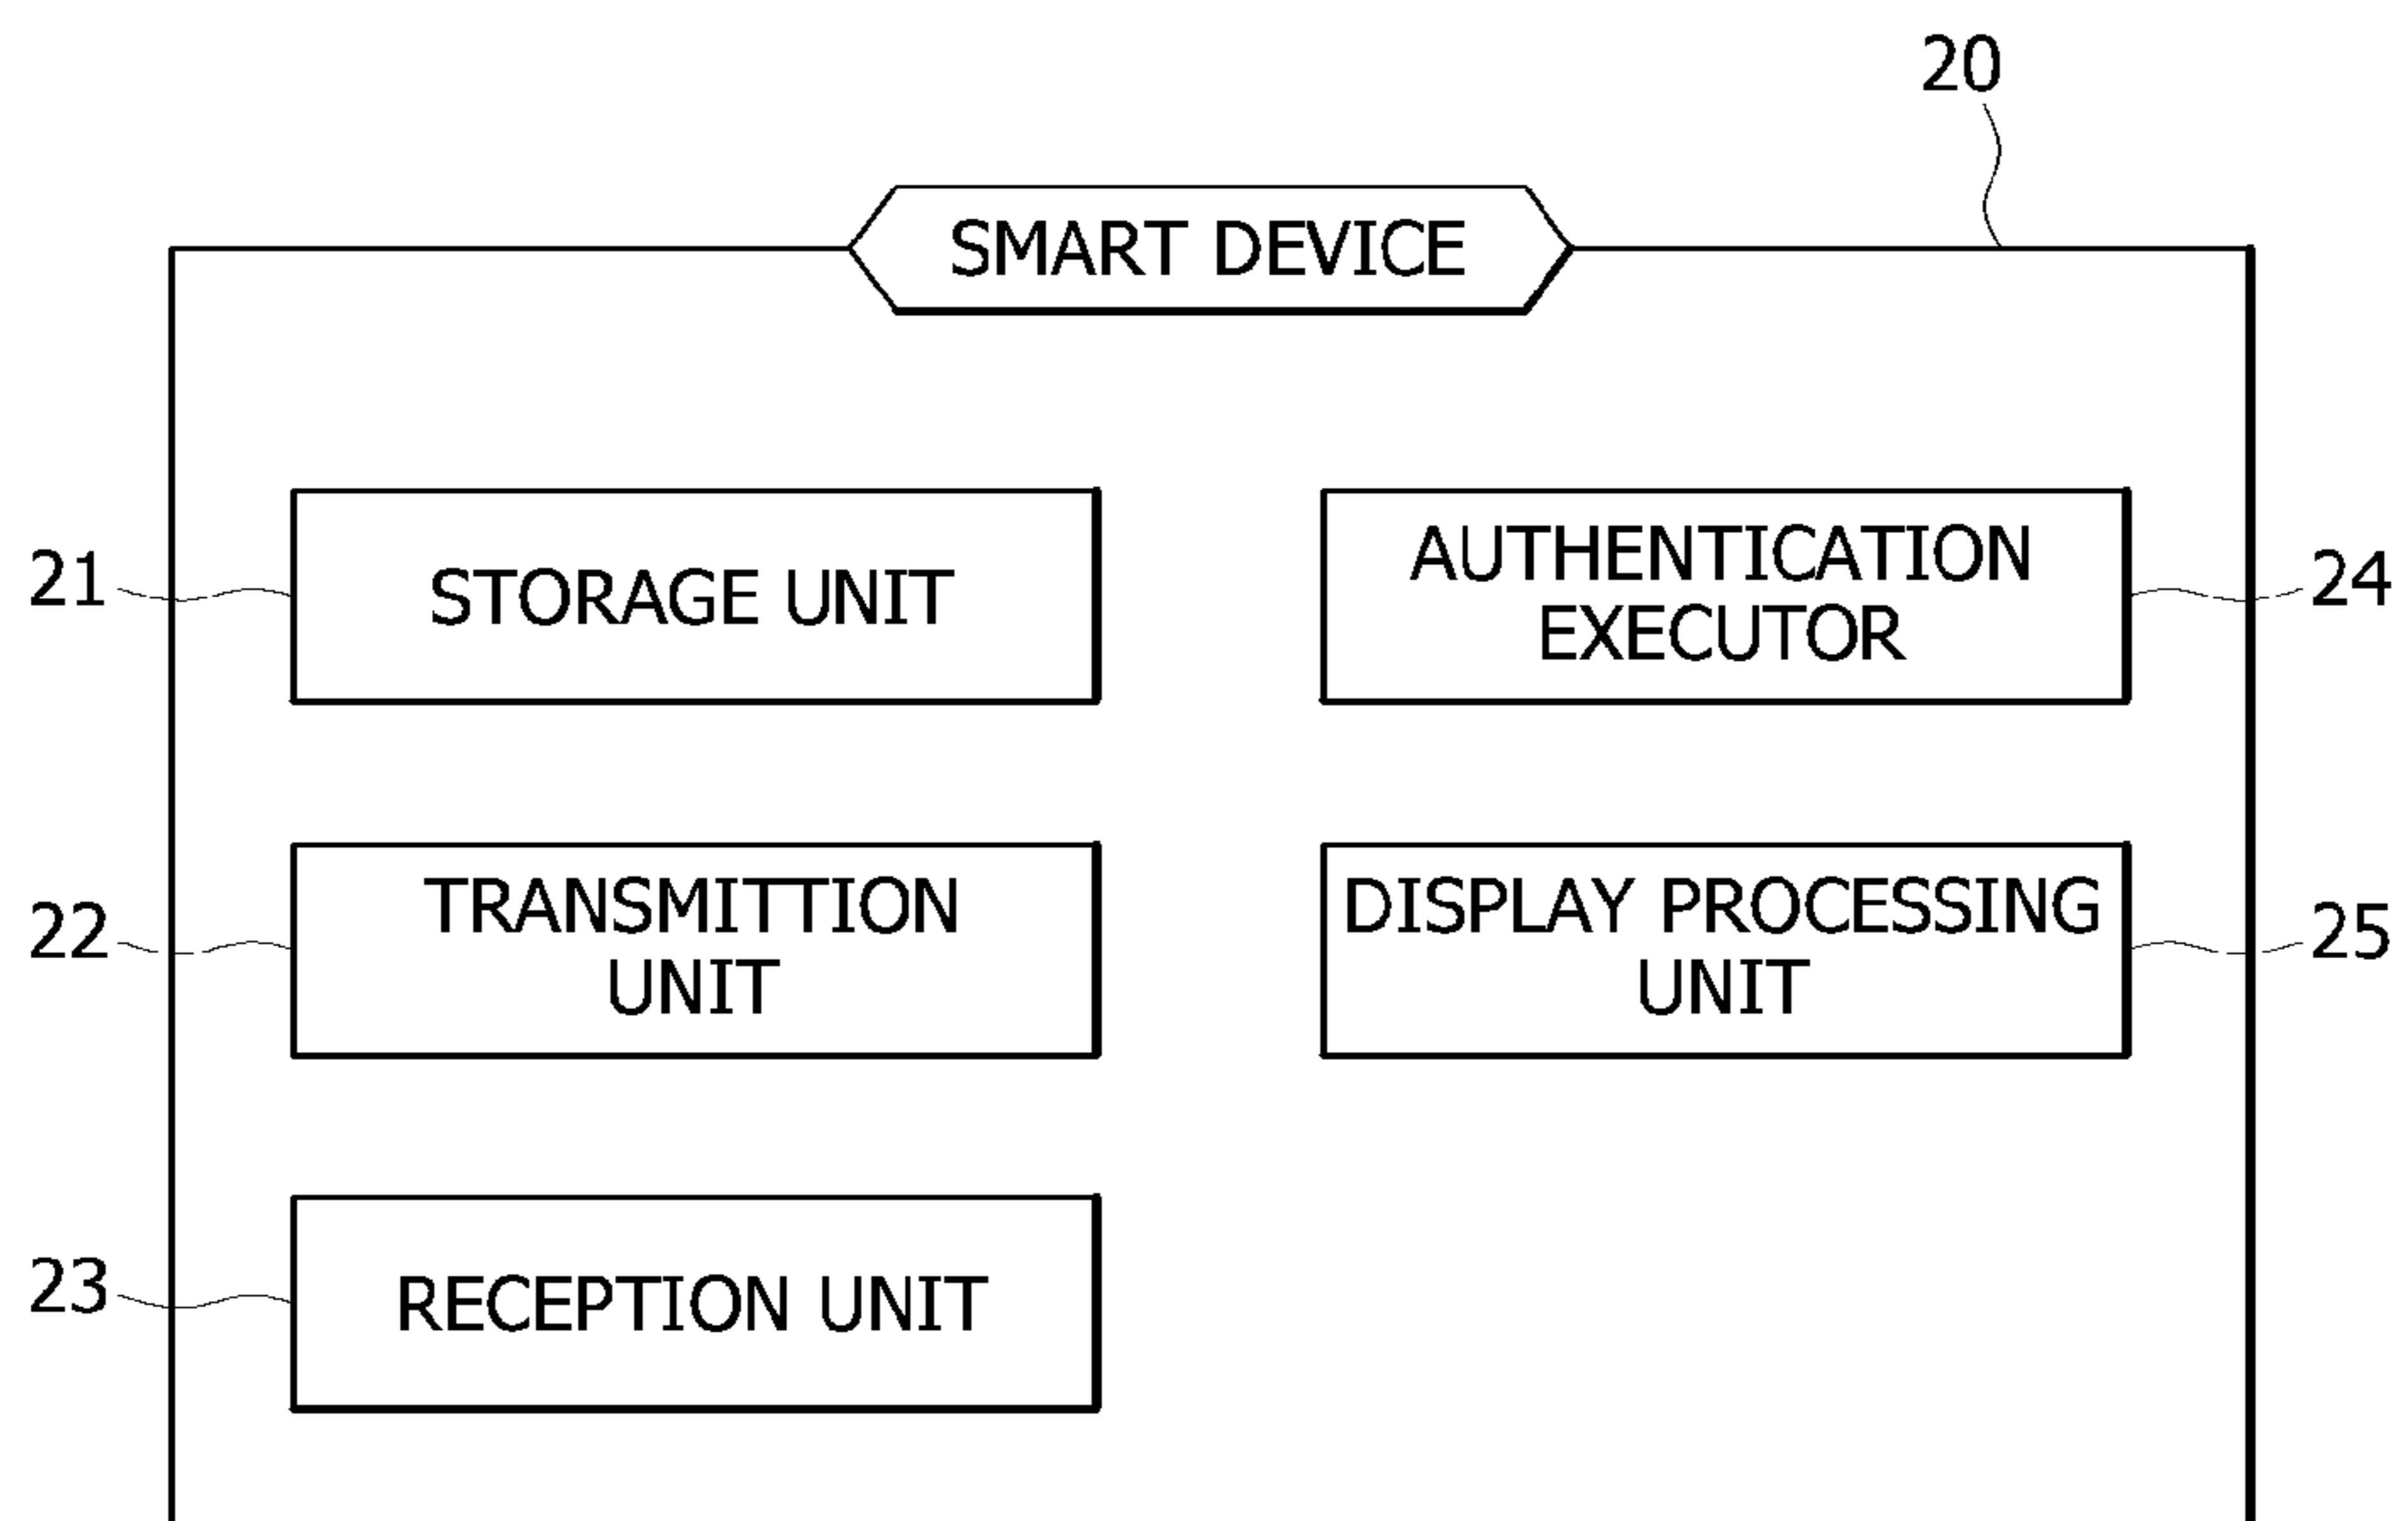 20
SMART DEVICE
21
STORAGE UNIT
AUTHENTICATION
EXECUTOR
24
22
TRANSMITTION
UNIT
DISPLAY PROCESSING
UNIT
25
23
RECEPTION UNIT